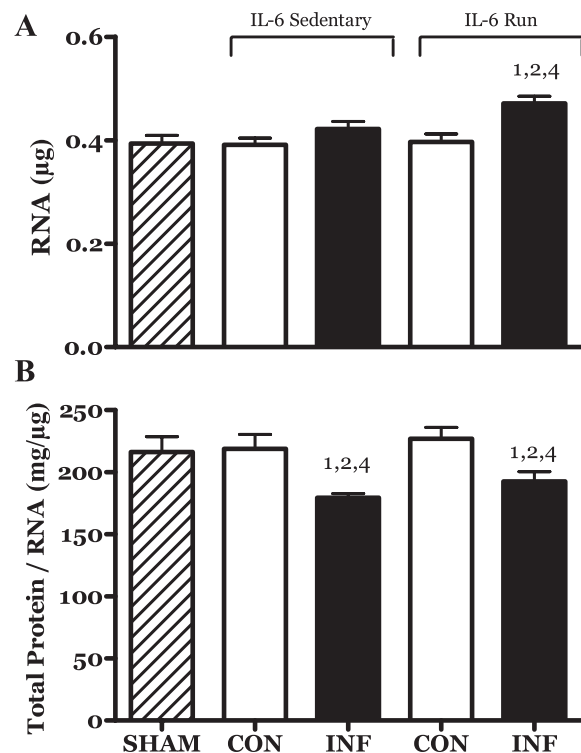 A
IL-6 Sedentary
IL-6 Run
0.6
0.4
0.2
0.0
RNA (µg)
1,2,4
B
250
200
150
100
50
0
Total Protein / RNA (mg/µg)
1,2,4
1,2,4
SHAM CON INF CON INF